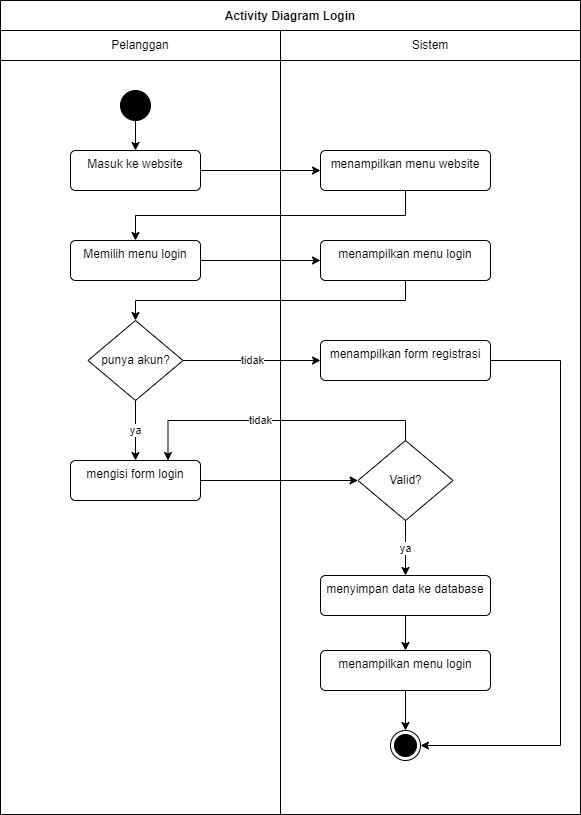 Activity Diagram Login
Pelanggan
Sistem
Masuk ke website
menampilkan menu website
Memilih menu login
menampilkan menu login
punya akun?
tidak
menampilkan form registrasi
ya
tidak
mengisi form login
Valid?
ya
menyimpan data ke database
menampilkan menu login